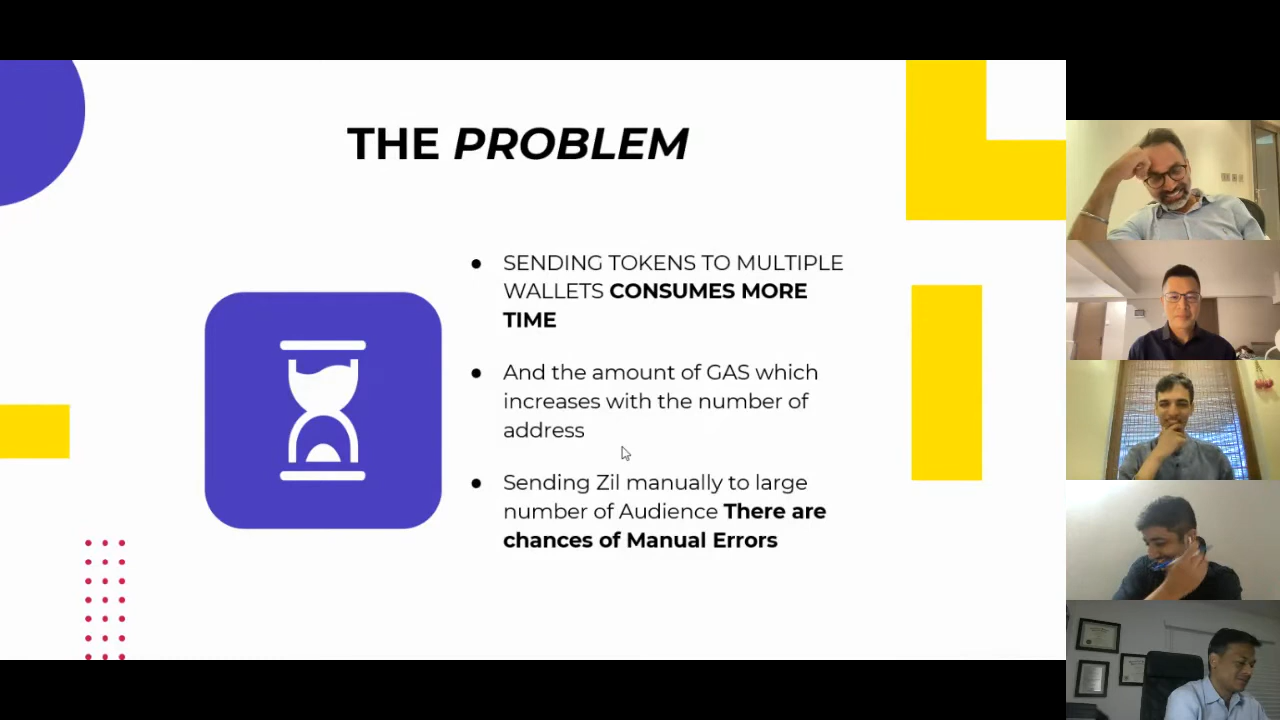 THE PROBLEM
● SENDING TOKENS TO MULTIPLE
WALLETS CONSUMES MORE
TIME
● And the amount of GAS which
increases with the number of
address
● Sending Zil manually to large
number of Audience There are
chances of Manual Errors